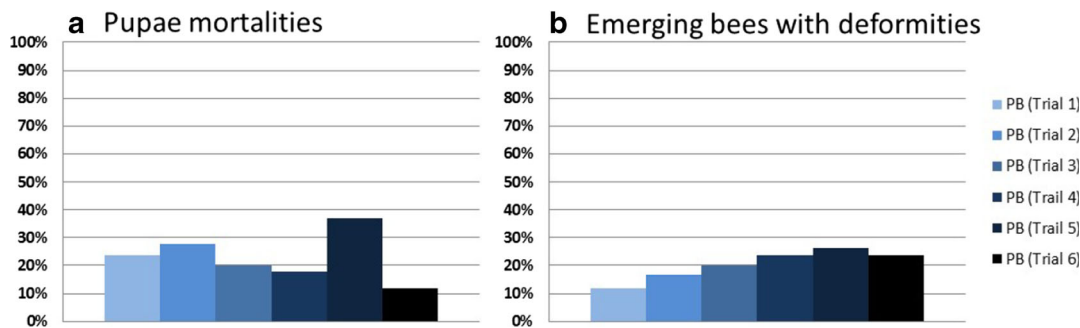 a Pupae mortalities
100%
90%
80%
70%
60%
50%
40%
30%
20%
10%
0%
b Emerging bees with deformities
100%
90%
80%
70%
60%
50%
40%
30%
20%
10%
0%
PB (Trial 1)
PB (Trial 2)
PB (Trial 3)
PB (Trail 4)
PB (Trail 5)
PB (Trial 6)